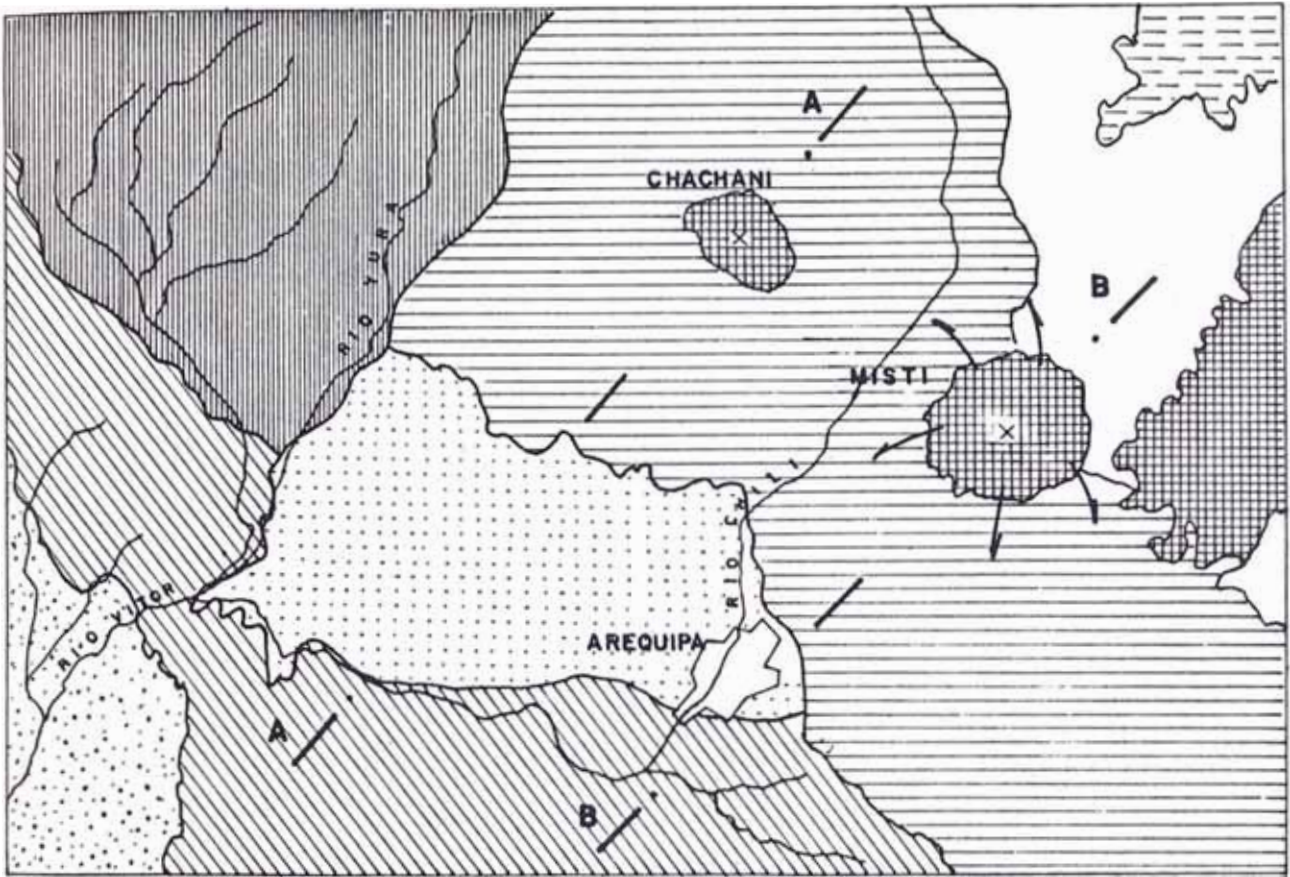 A
CHACHANI
RIO YURA
B
MISTI
RIO CHILI
RIO VITOR
AREQUIPA
A
B